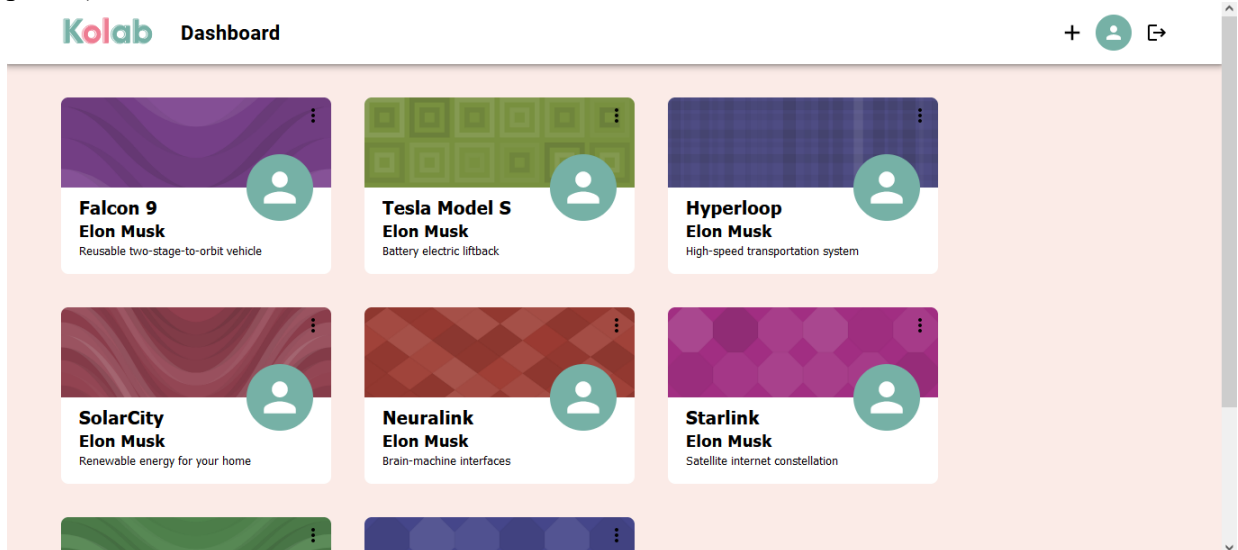 Kolab Dashboard
Falcon 9
Elon Musk
Reusable two-stage-to-orbit vehicle
Tesla Model S
Elon Musk
Battery electric liftback
Hyperloop
Elon Musk
High-speed transportation system
SolarCity
Elon Musk
Renewable energy for your home
Neuralink
Elon Musk
Brain-machine interfaces
Starlink
Elon Musk
Satellite internet constellation